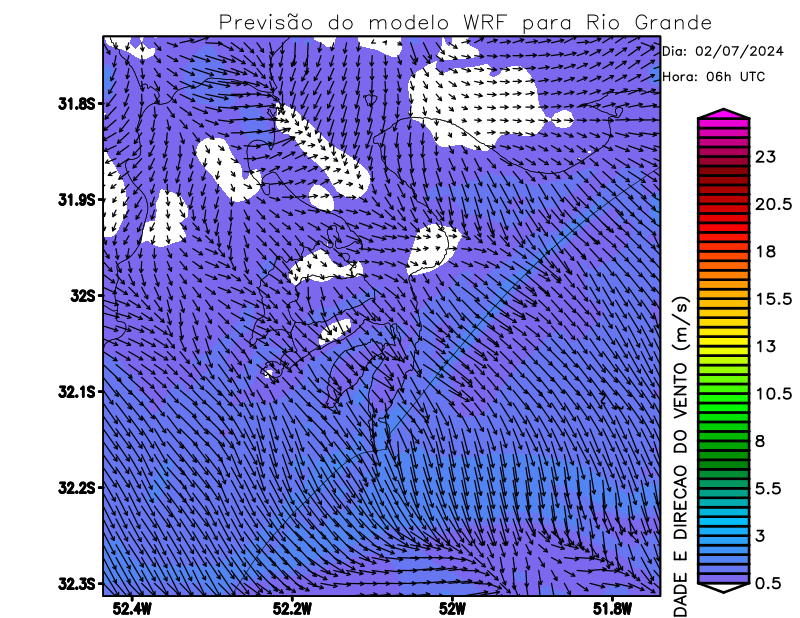 Previsão do modelo WRF para Rio Grande
Dia: 02/07/2024
Hora: 06h UTC
31.8S
31.9S
32S
32.1S
32.2S
32.3S
52.4W
52.2W
52W
51.8W
DADE E DIRECAO DO VENTO (m/s)
23
20.5
18
15.5
13
10.5
8
5.5
3
0.5